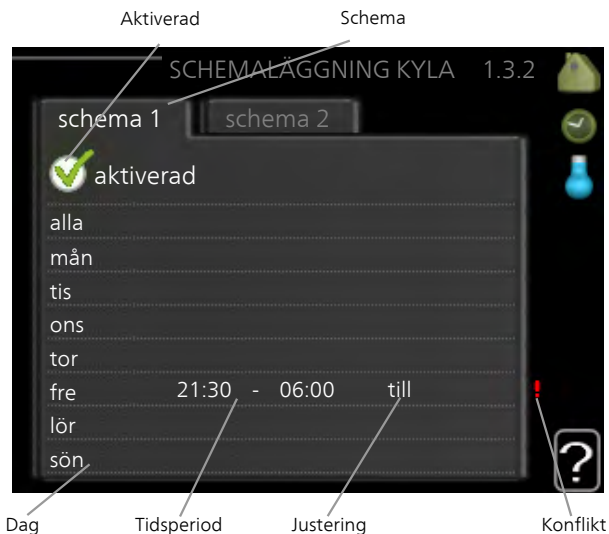 Aktiverad Schema
SCHEMALÄGGNING KYLA 1.3.2
schema 1 schema 2
aktiverad
alla
mån
tis
ons
tor
fre 21:30 - 06:00 till !
lör
sön
?
Dag Tidsperiod Justering Konflikt